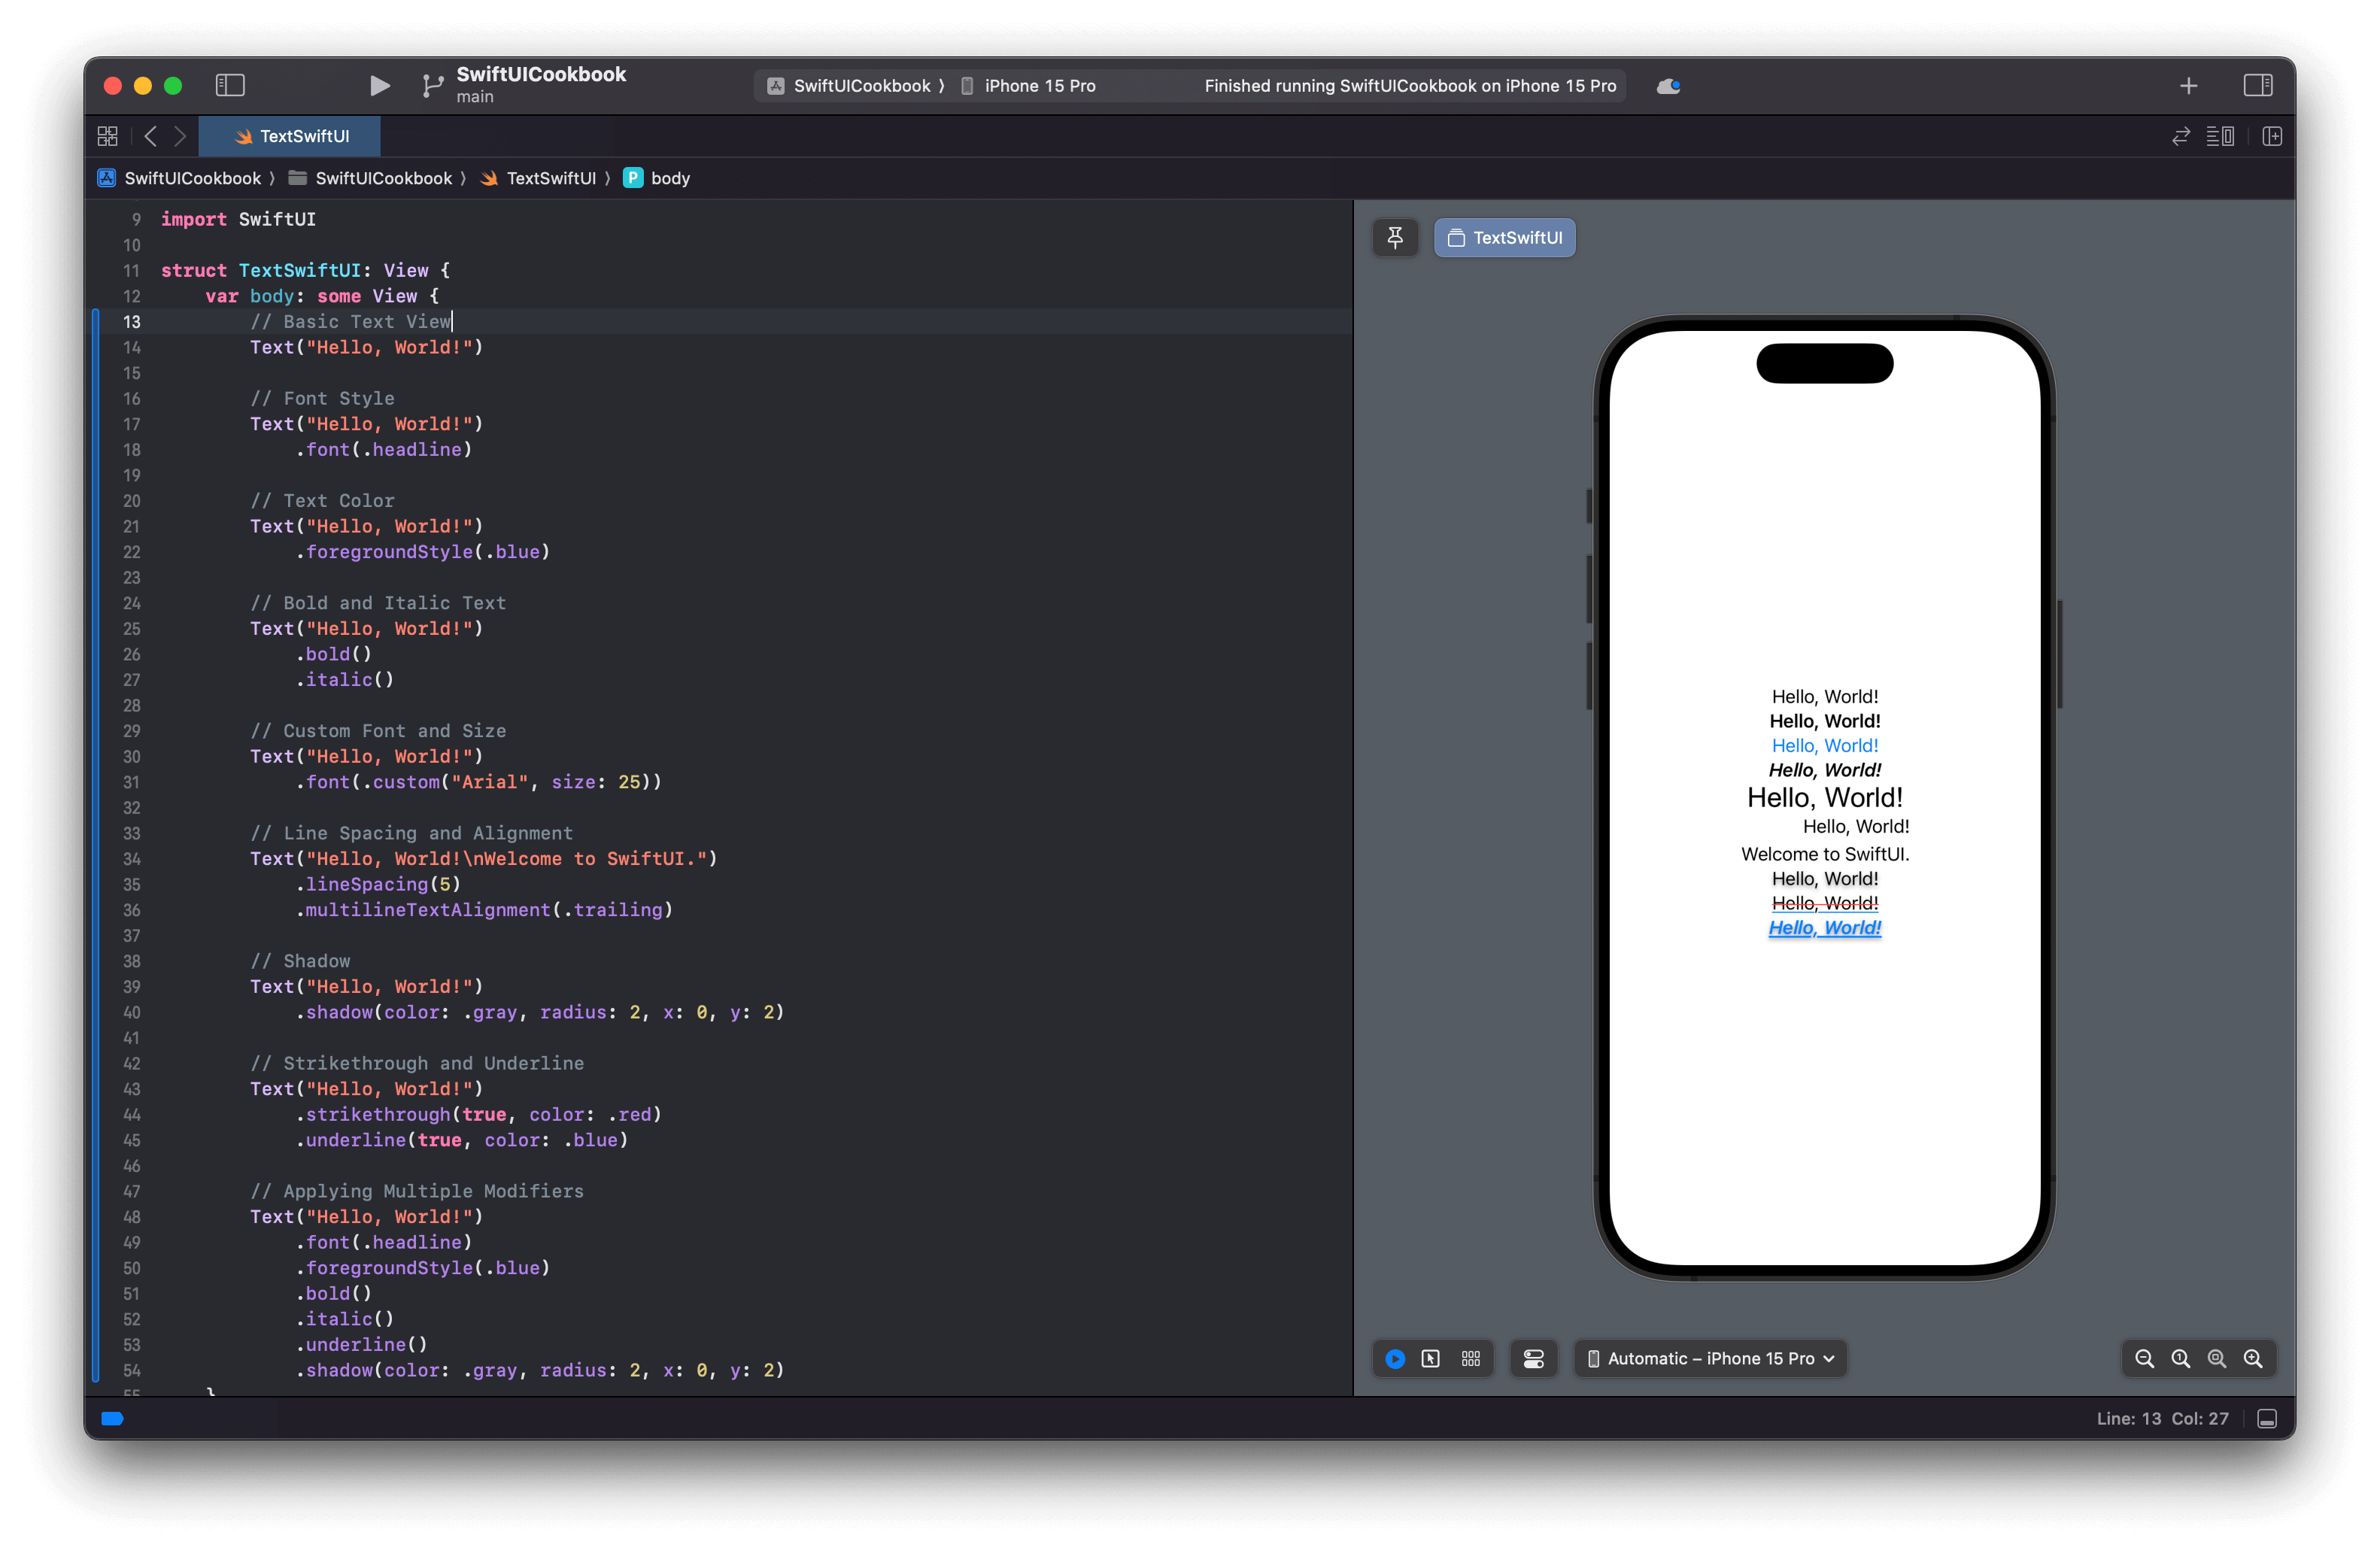 SwiftUICookbook
main
SwiftUICookbook ⟩ iPhone 15 Pro
Finished running SwiftUICookbook on iPhone 15 Pro
TextSwiftUI
SwiftUICookbook ⟩ SwiftUICookbook ⟩ TextSwiftUI ⟩ P body
9 import SwiftUI
10
11 struct TextSwiftUI: View {
12     var body: some View {
13         // Basic Text View
14         Text("Hello, World!")
15
16         // Font Style
17         Text("Hello, World!")
18             .font(.headline)
19
20         // Text Color
21         Text("Hello, World!")
22             .foregroundStyle(.blue)
23
24         // Bold and Italic Text
25         Text("Hello, World!")
26             .bold()
27             .italic()
28
29         // Custom Font and Size
30         Text("Hello, World!")
31             .font(.custom("Arial", size: 25))
32
33         // Line Spacing and Alignment
34         Text("Hello, World!\nWelcome to SwiftUI.")
35             .lineSpacing(5)
36             .multilineTextAlignment(.trailing)
37
38         // Shadow
39         Text("Hello, World!")
40             .shadow(color: .gray, radius: 2, x: 0, y: 2)
41
42         // Strikethrough and Underline
43         Text("Hello, World!")
44             .strikethrough(true, color: .red)
45             .underline(true, color: .blue)
46
47         // Applying Multiple Modifiers
48         Text("Hello, World!")
49             .font(.headline)
50             .foregroundStyle(.blue)
51             .bold()
52             .italic()
53             .underline()
54             .shadow(color: .gray, radius: 2, x: 0, y: 2)
55     }
TextSwiftUI
Hello, World!
Hello, World!
Hello, World!
Hello, World!
Hello, World!
Hello, World!
Welcome to SwiftUI.
Hello, World!
Hello, World!
Hello, World!
Automatic – iPhone 15 Pro
Line: 13 Col: 27